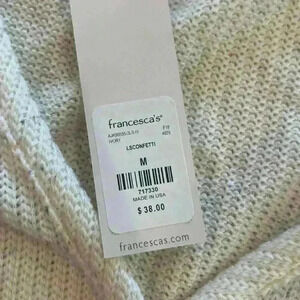 francesca's®
IVORY
LSCONFETTI
M
717330
MADE IN USA
$ 38.00
francescas.com